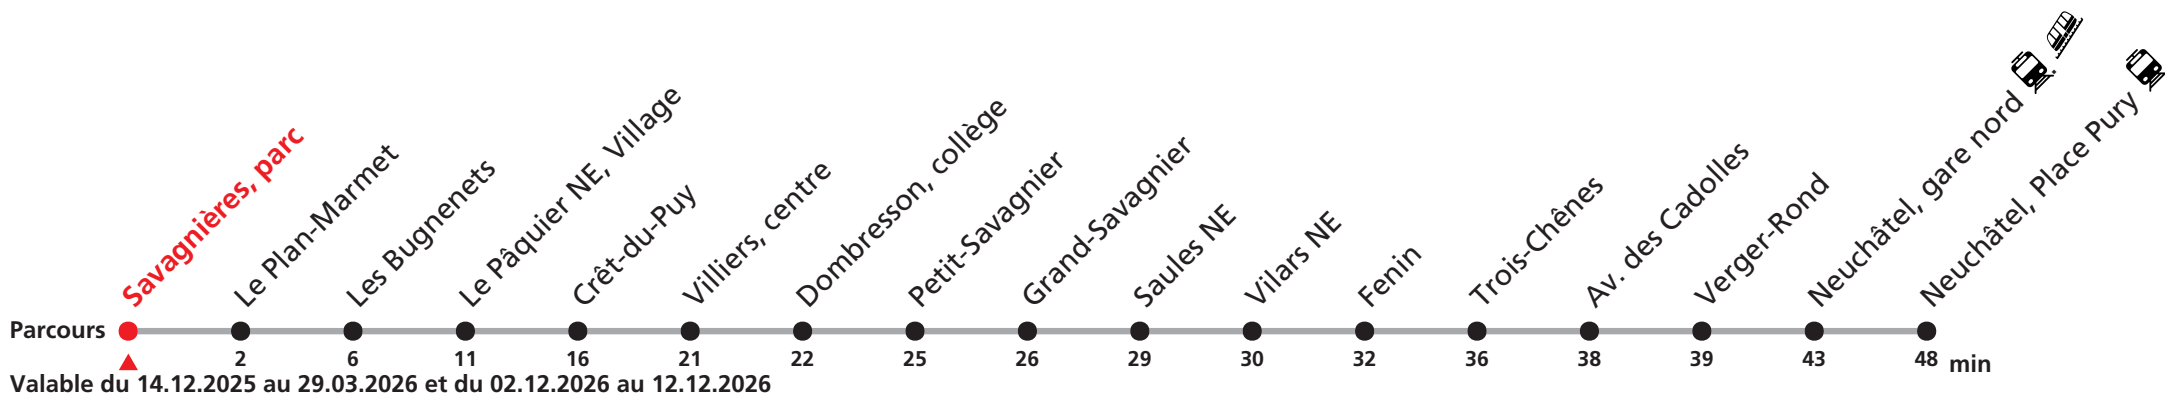 Savagnières, parc
Le Plan-Marmet
Les Bugnenets
Le Pâquier NE, Village
Crêt-du-Puy
Villiers, centre
Dombresson, collège
Petit-Savagnier
Grand-Savagnier
Saules NE
Vilars NE
Fenin
Trois-Chênes
Av. des Cadolles
Verger-Rond
Neuchâtel, gare nord
Neuchâtel, Place Pury
Parcours
2 6 11 16 21 22 25 26 29 30 32 36 38 39 43 48 min
Valable du 14.12.2025 au 29.03.2026 et du 02.12.2026 au 12.12.2026